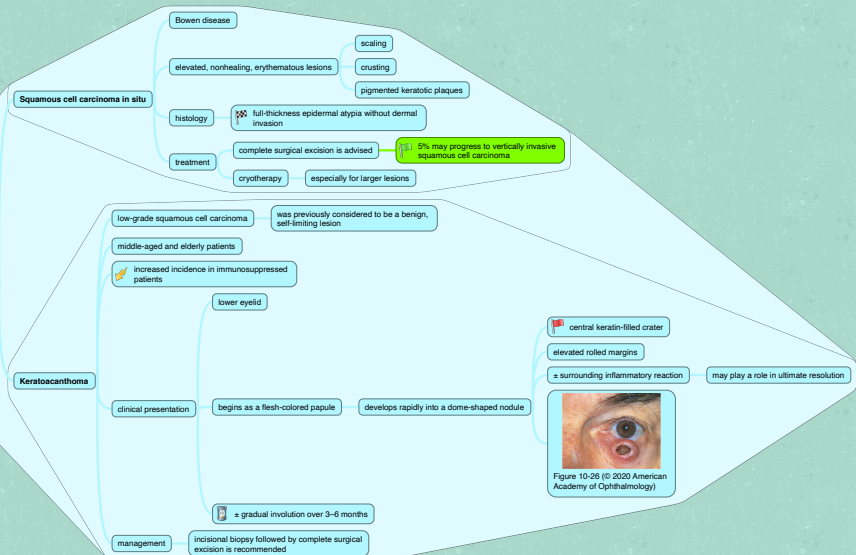 Squamous cell carcinoma in situ
Bowen disease
elevated, nonhealing, erythematous lesions
scaling
crusting
pigmented keratotic plaques
histology
full-thickness epidermal atypia without dermal
invasion
treatment
complete surgical excision is advised
5% may progress to vertically invasive
squamous cell carcinoma
cryotherapy
especially for larger lesions
Keratoacanthoma
low-grade squamous cell carcinoma
was previously considered to be a benign,
self-limiting lesion
middle-aged and elderly patients
increased incidence in immunosuppressed
patients
clinical presentation
lower eyelid
begins as a flesh-colored papule
develops rapidly into a dome-shaped nodule
central keratin-filled crater
elevated rolled margins
± surrounding inflammatory reaction
may play a role in ultimate resolution
Figure 10-26 (© 2020 American
Academy of Ophthalmology)
± gradual involution over 3–6 months
management
incisional biopsy followed by complete surgical
excision is recommended